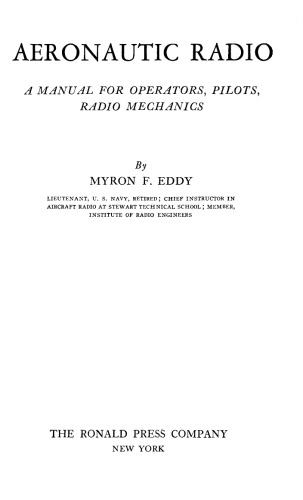 AERONAUTIC RADIO
A MANUAL FOR OPERATORS, PILOTS,
RADIO MECHANICS
By
MYRON F. EDDY
LIEUTENANT, U. S. NAVY, RETIRED; CHIEF INSTRUCTOR IN
AIRCRAFT RADIO AT STEWART TECHNICAL SCHOOL; MEMBER,
INSTITUTE OF RADIO ENGINEERS
THE RONALD PRESS COMPANY
NEW YORK